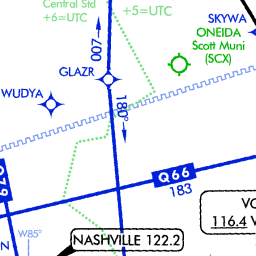 Central Std
+6=UTC
+5=UTC
SKYWA
ONEIDA
Scott Muni
(SCX)
007
GLAZR
WUDYA
180°
Q66
183
W85°
NASHVILLE 122.2
116.4